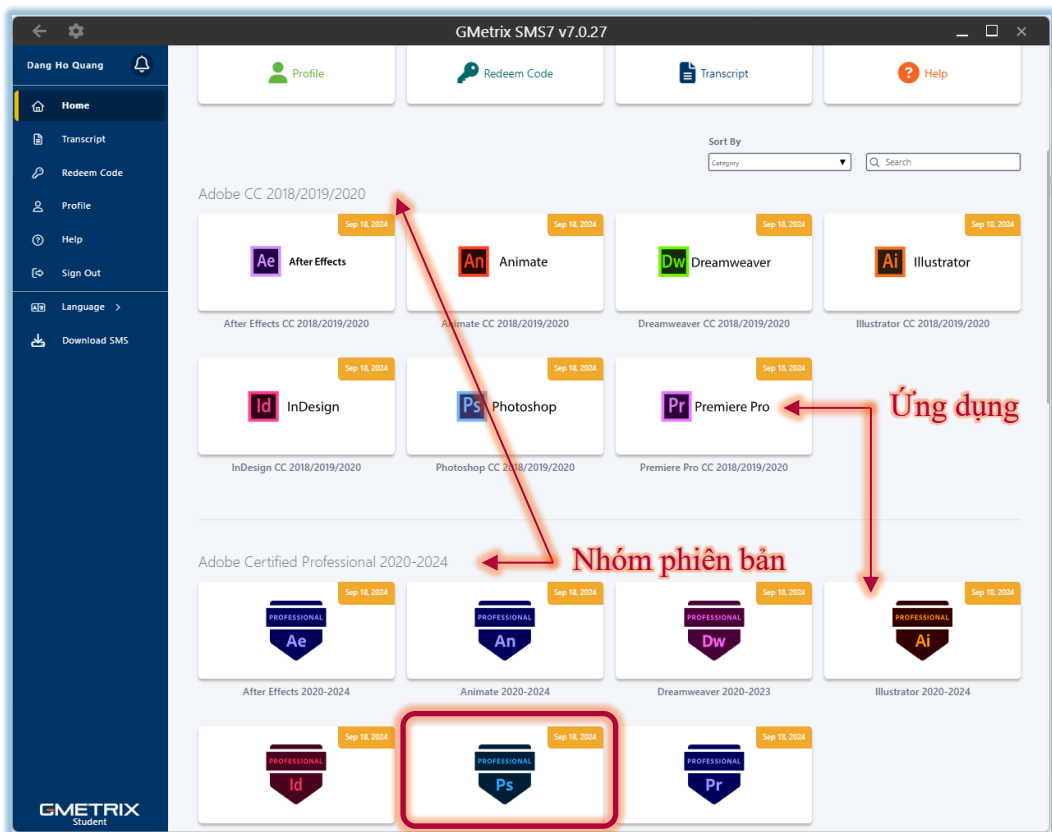 GMetrix SMS7 v7.0.27
Dang Ho Quang
Home
Transcript
Redeem Code
Profile
Help
Sign Out
Language >
Download SMS
GMETRIX
Student
Profile
Redeem Code
Transcript
Help
Sort By
Category
Search
Adobe CC 2018/2019/2020
Sep 18, 2024
Ae After Effects
After Effects CC 2018/2019/2020
Sep 18, 2024
An Animate
Animate CC 2018/2019/2020
Sep 18, 2024
Dw Dreamweaver
Dreamweaver CC 2018/2019/2020
Sep 18, 2024
Ai Illustrator
Illustrator CC 2018/2019/2020
Sep 18, 2024
Id InDesign
InDesign CC 2018/2019/2020
Sep 18, 2024
Ps Photoshop
Photoshop CC 2018/2019/2020
Sep 18, 2024
Pr Premiere Pro
Premiere Pro CC 2018/2019/2020
Ứng dụng
Adobe Certified Professional 2020-2024
Nhóm phiên bản
Sep 18, 2024
PROFESSIONAL
Ae
After Effects 2020-2024
Sep 18, 2024
PROFESSIONAL
An
Animate 2020-2024
Sep 18, 2024
PROFESSIONAL
Dw
Dreamweaver 2020-2023
Sep 18, 2024
PROFESSIONAL
Ai
Illustrator 2020-2024
Sep 18, 2024
PROFESSIONAL
Id
Sep 18, 2024
PROFESSIONAL
Ps
Sep 18, 2024
PROFESSIONAL
Pr